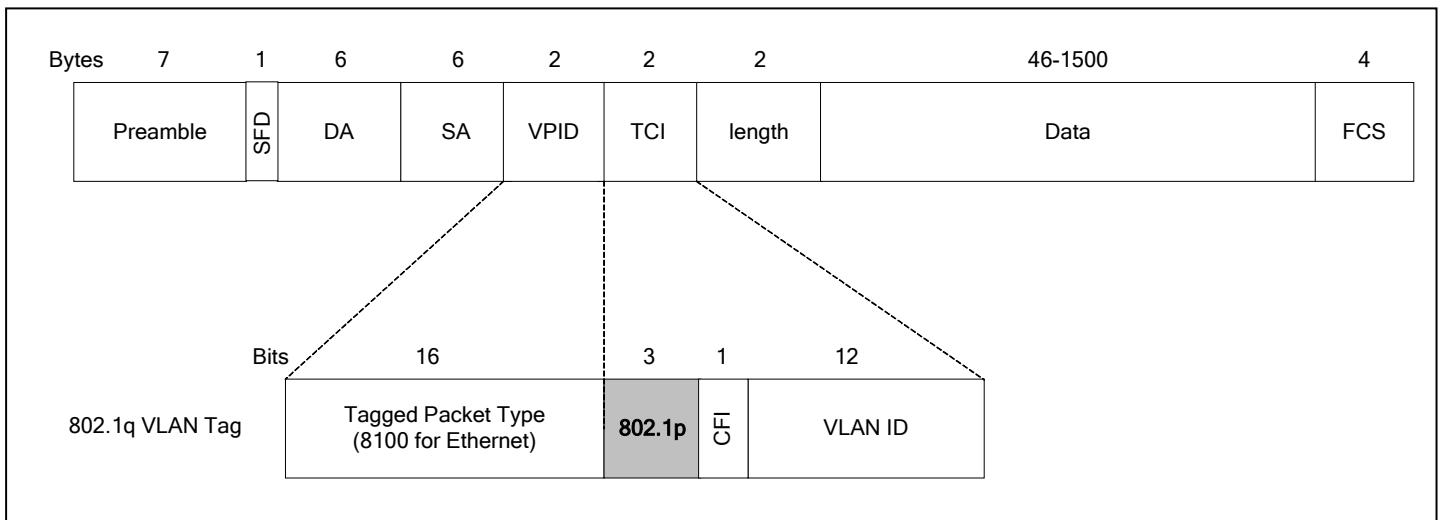 Bytes 7 1 6 6 2 2 2 46-1500 4
Preamble SFD DA SA VPID TCI length Data FCS
Bits 16 3 1 12
802.1q VLAN Tag
Tagged Packet Type
(8100 for Ethernet)
802.1p CFI VLAN ID